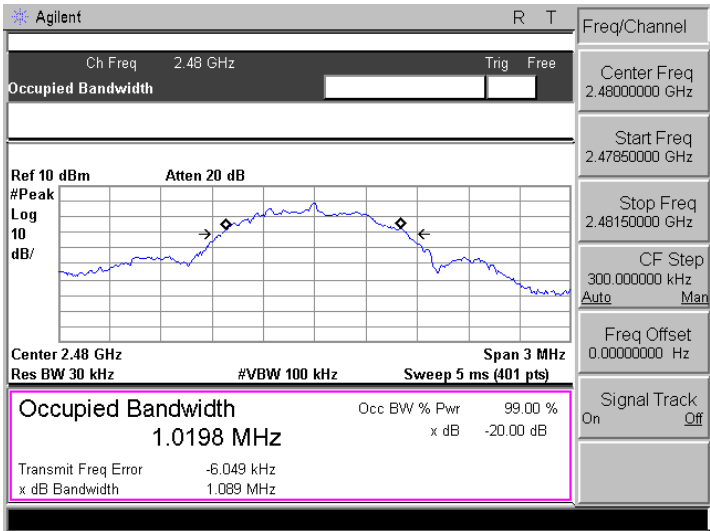 Agilent R T
Freq/Channel
Ch Freq 2.48 GHz Trig Free
Occupied Bandwidth
Center Freq
2.48000000 GHz
Start Freq
2.47850000 GHz
Ref 10 dBm Atten 20 dB
#Peak
Log
10
dB/
Stop Freq
2.48150000 GHz
CF Step
300.000000 kHz
Auto Man
Center 2.48 GHz Span 3 MHz
Res BW 30 kHz #VBW 100 kHz Sweep 5 ms (401 pts)
Freq Offset
0.00000000 Hz
Occupied Bandwidth Occ BW % Pwr 99.00 %
1.0198 MHz x dB -20.00 dB
Transmit Freq Error -6.049 kHz
x dB Bandwidth 1.089 MHz
Signal Track
On Off